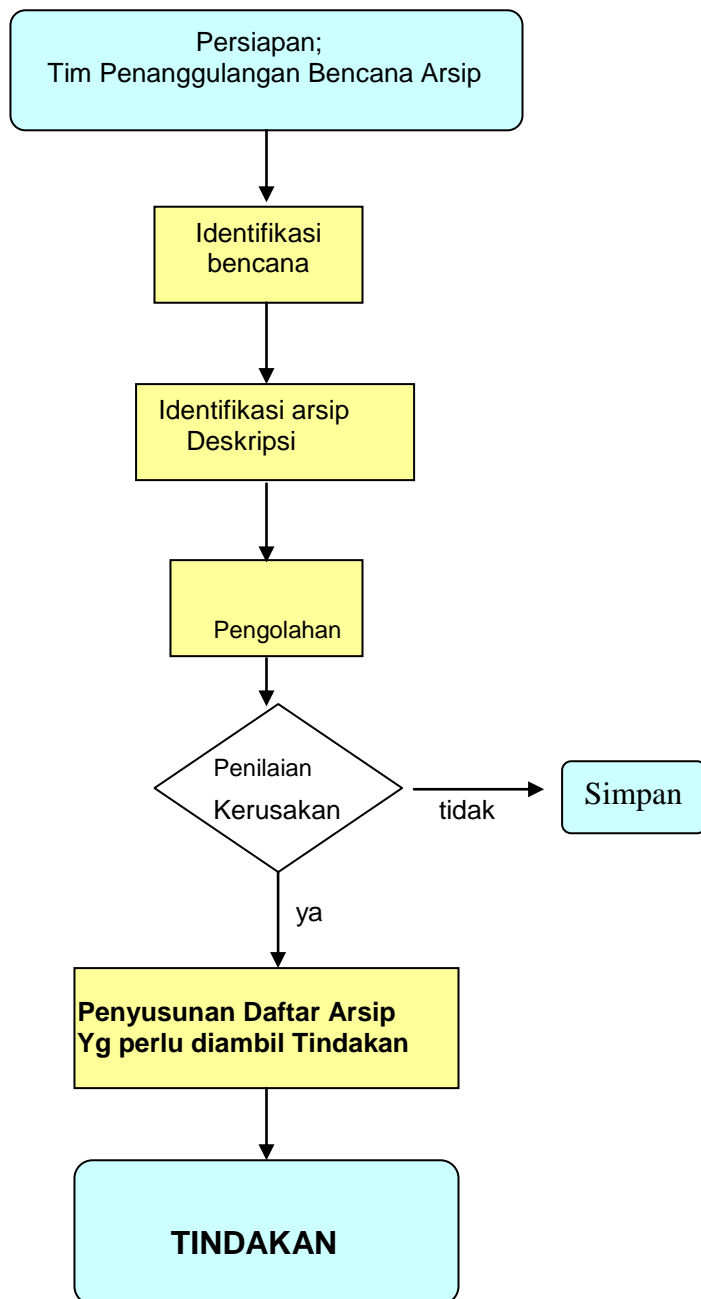 Persiapan;
Tim Penanggulangan Bencana Arsip
Identifikasi
bencana
Identifikasi arsip
Deskripsi
Pengolahan
Penilaian
Kerusakan
tidak
Simpan
ya
Penyusunan Daftar Arsip
Yg perlu diambil Tindakan
TINDAKAN